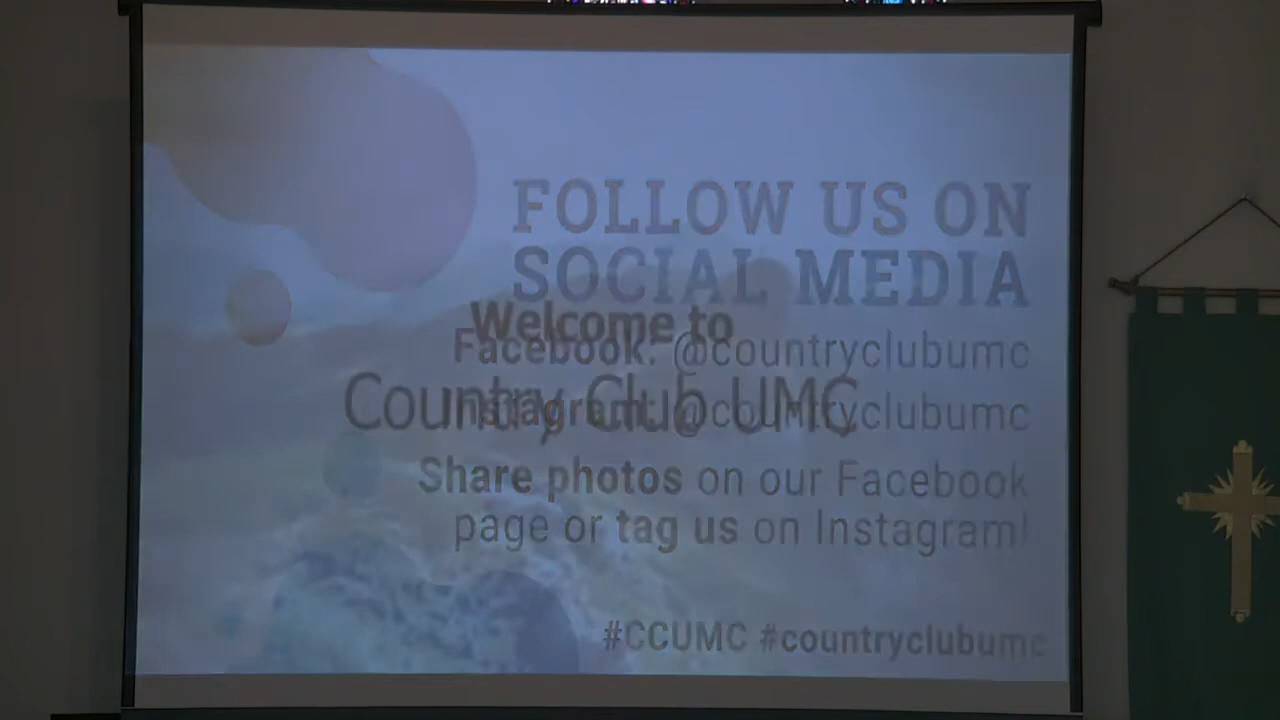 FOLLOW US ON
SOCIAL MEDIA
Welcome to
Facebook: @countryclubumc
Country Club UMC
Instagram: @countryclubumc
Share photos on our Facebook
page or tag us on Instagram!
#CCUMC #countryclubumc